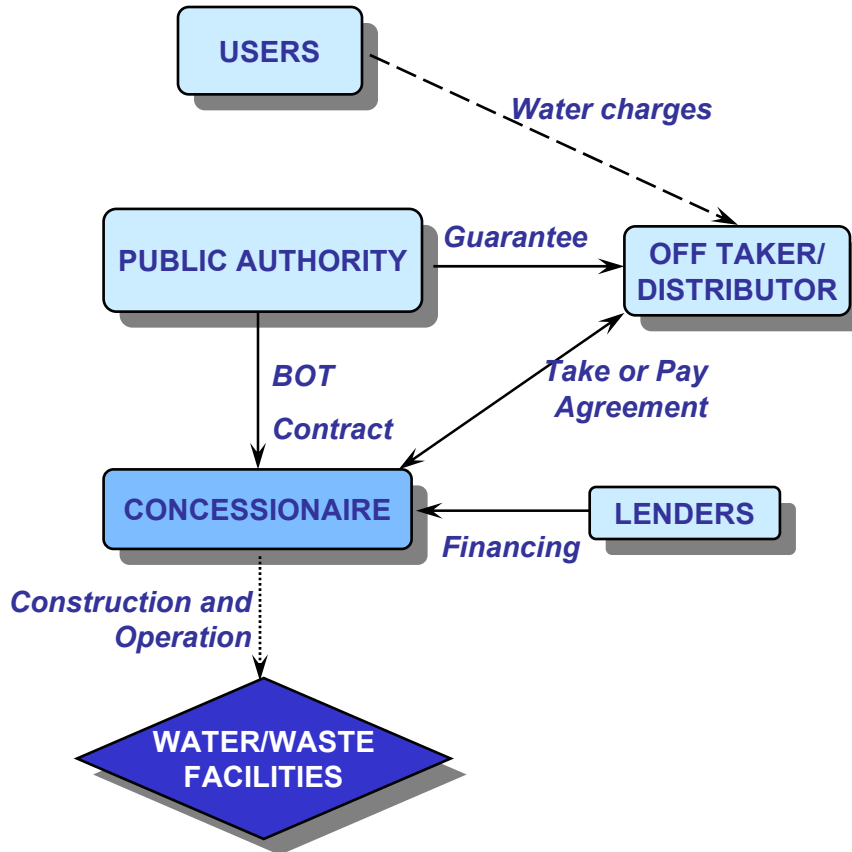 USERS
Water charges
PUBLIC AUTHORITY
Guarantee
OFF TAKER/
DISTRIBUTOR
BOT
Contract
Take or Pay
Agreement
CONCESSIONAIRE
LENDERS
Financing
Construction and
Operation
WATER/WASTE
FACILITIES